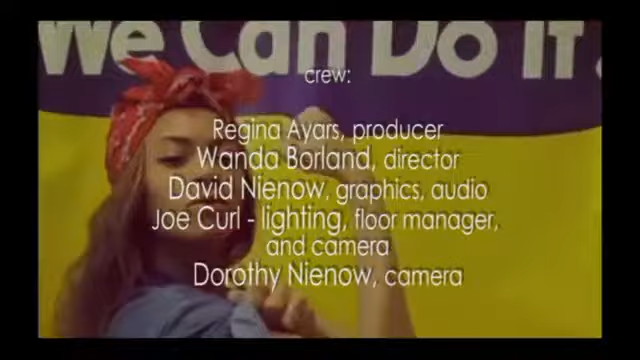 We Can Do It!
crew:
Regina Ayars, producer
Wanda Borland, director
David Nienow, graphics, audio
Joe Curl - lighting, floor manager,
and camera
Dorothy Nienow, camera